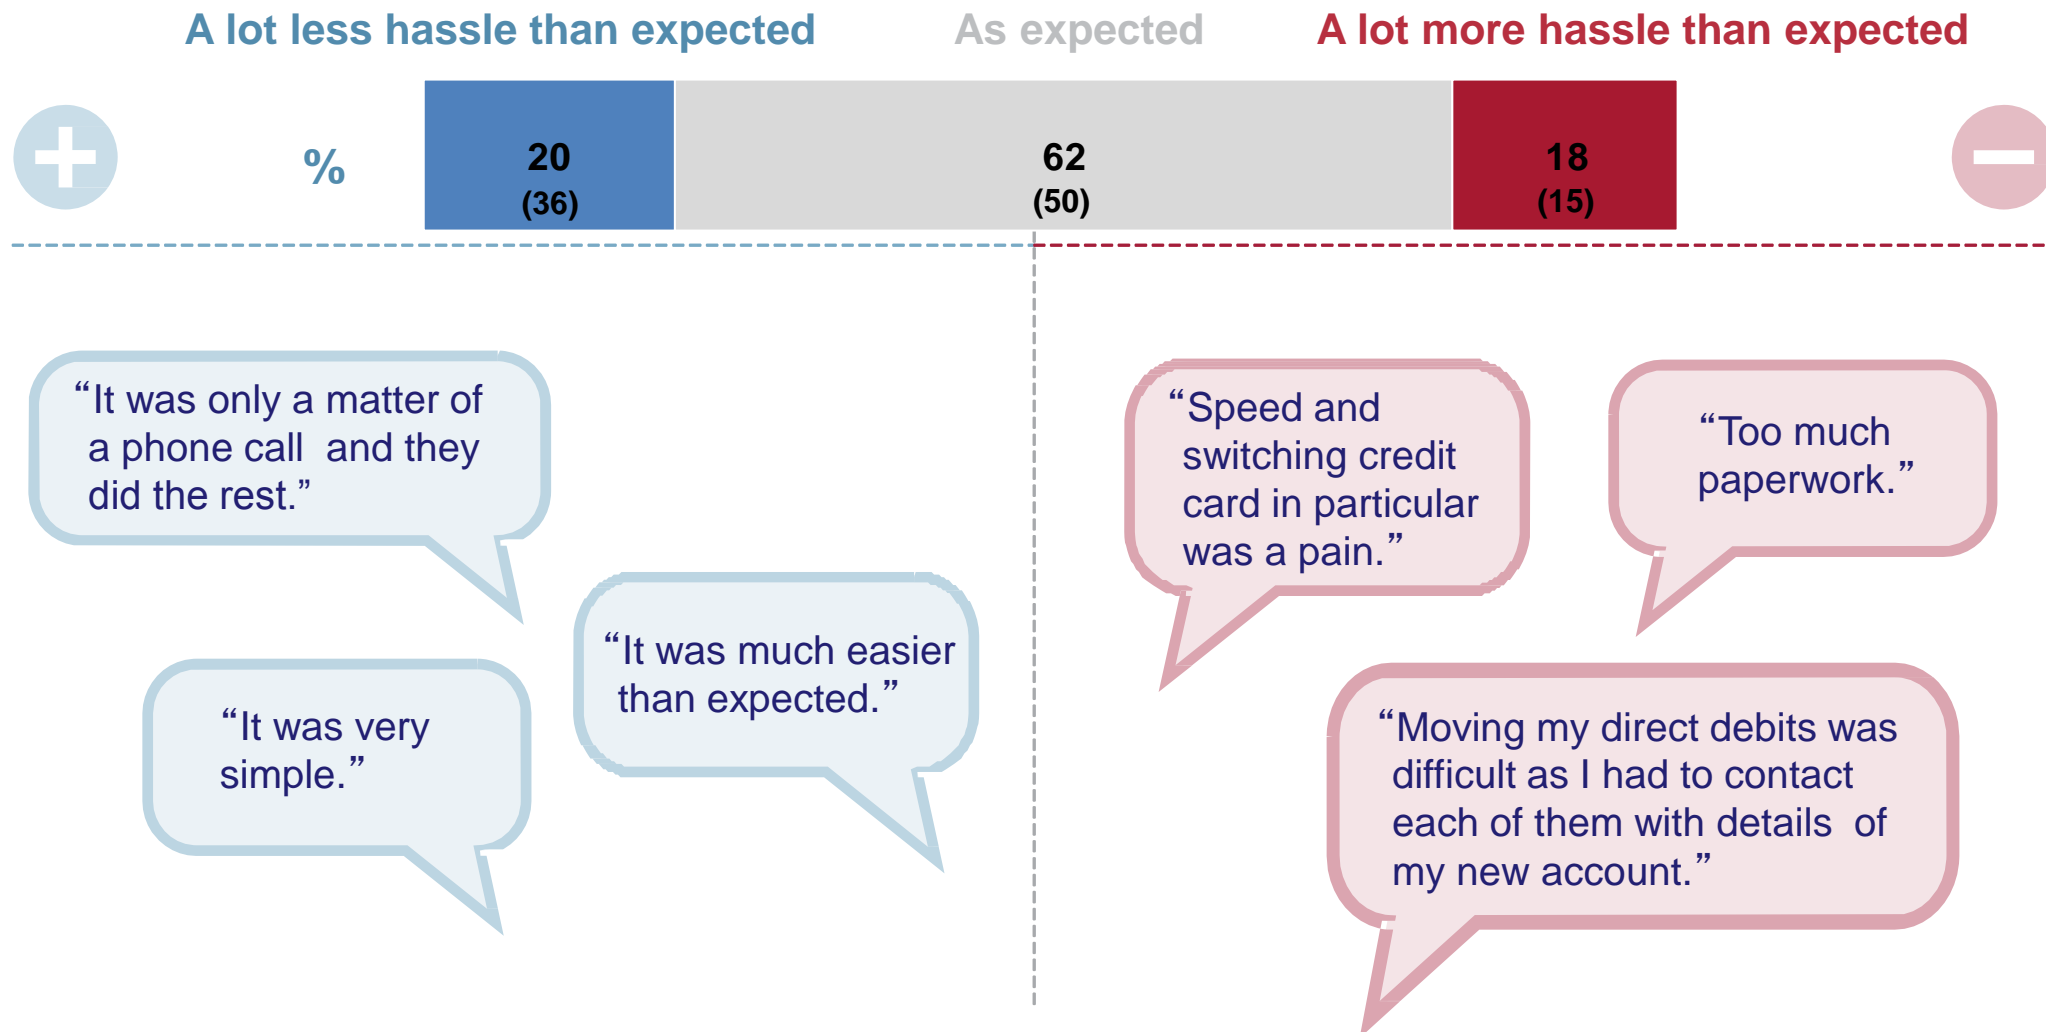 A lot less hassle than expected
As expected
A lot more hassle than expected
%
20
(36)
62
(50)
18
(15)
“It was only a matter of
a phone call  and they
did the rest.”
“It was much easier
than expected.”
“It was very
simple.”
“Speed and
switching credit
card in particular
was a pain.”
“Too much
paperwork.”
“Moving my direct debits was
difficult as I had to contact
each of them with details  of
my new account.”